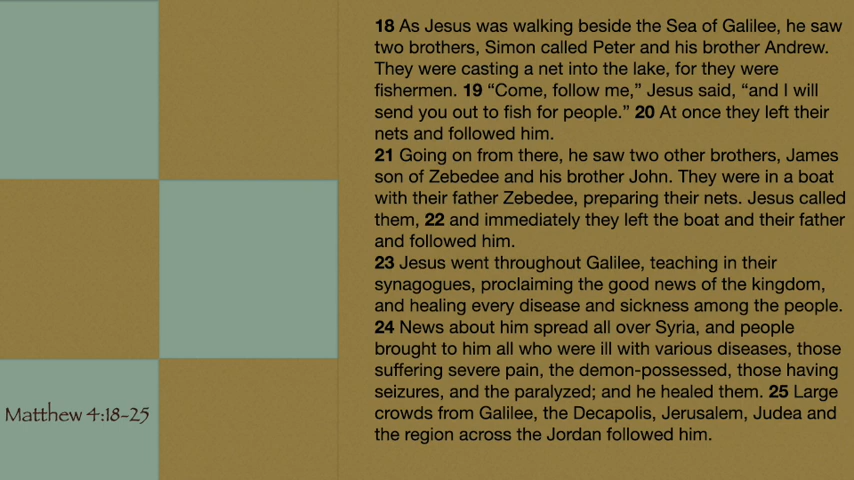 18 As Jesus was walking beside the Sea of Galilee, he saw
two brothers, Simon called Peter and his brother Andrew.
They were casting a net into the lake, for they were
fishermen. 19 “Come, follow me,” Jesus said, “and I will
send you out to fish for people.” 20 At once they left their
nets and followed him.
21 Going on from there, he saw two other brothers, James
son of Zebedee and his brother John. They were in a boat
with their father Zebedee, preparing their nets. Jesus called
them, 22 and immediately they left the boat and their father
and followed him.
23 Jesus went throughout Galilee, teaching in their
synagogues, proclaiming the good news of the kingdom,
and healing every disease and sickness among the people.
24 News about him spread all over Syria, and people
brought to him all who were ill with various diseases, those
suffering severe pain, the demon-possessed, those having
seizures, and the paralyzed; and he healed them. 25 Large
crowds from Galilee, the Decapolis, Jerusalem, Judea and
the region across the Jordan followed him.
Matthew 4:18-25